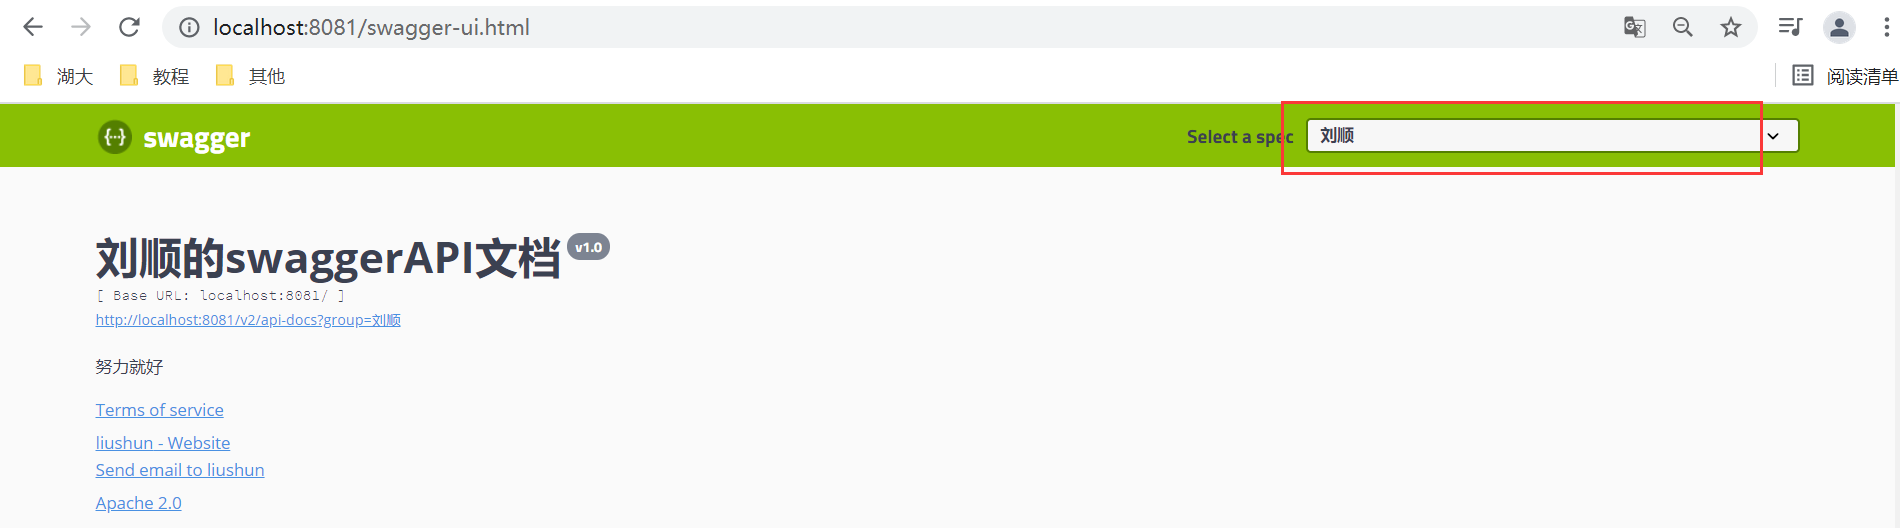 localhost:8081/swagger-ui.html
湖大 教程 其他 阅读清单
swagger Select a spec 刘顺
刘顺的swaggerAPI文档 v1.0
[ Base URL: localhost:8081/ ]
http://localhost:8081/v2/api-docs?group=刘顺
努力就好
Terms of service
liushun - Website
Send email to liushun
Apache 2.0